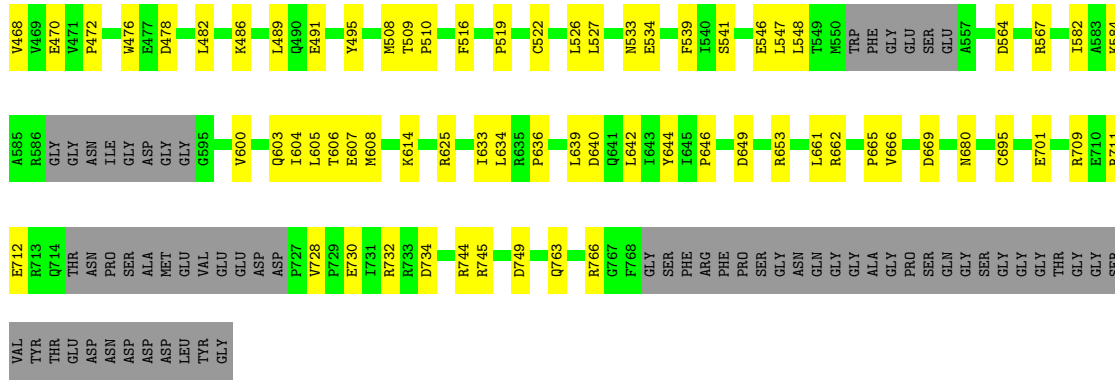 V468 V469 E470 V471 P472 W476 E477 D478 L482 K486 L489 Q490 E491 Y495 M508 T509 P510 F516 P519 C522 L526 L527 N533 E534 F539 I540 S541 E546 L547 L548 T549 M550 TRP PHE GLY GLU SER GLU A557 D564 R567 I582 A583 K584
A585 R586 GLY GLY ASN ILE GLY ASP GLY GLY G595 V600 Q603 I604 L605 T606 E607 M608 K614 R625 I633 L634 R635 P636 L639 D640 Q641 L642 I643 Y644 I645 P646 D649 R653 L661 R662 P665 V666 D669 N680 C695 E701 R709 E710 R711
E712 R713 Q714 THR ASN PRO SER ALA MET GLU VAL GLU GLU ASP ASP P727 V728 P729 E730 I731 R732 R733 D734 R744 R745 D749 Q763 R766 G767 F768 GLY SER PHE ARG PHE PRO SER GLY ASN GLN GLY GLY ALA GLY PRO SER GLN GLY SER GLY GLY GLY THR GLY GLY SER
VAL TYR THR GLU ASP ASN ASP ASP ASP LEU TYR GLY